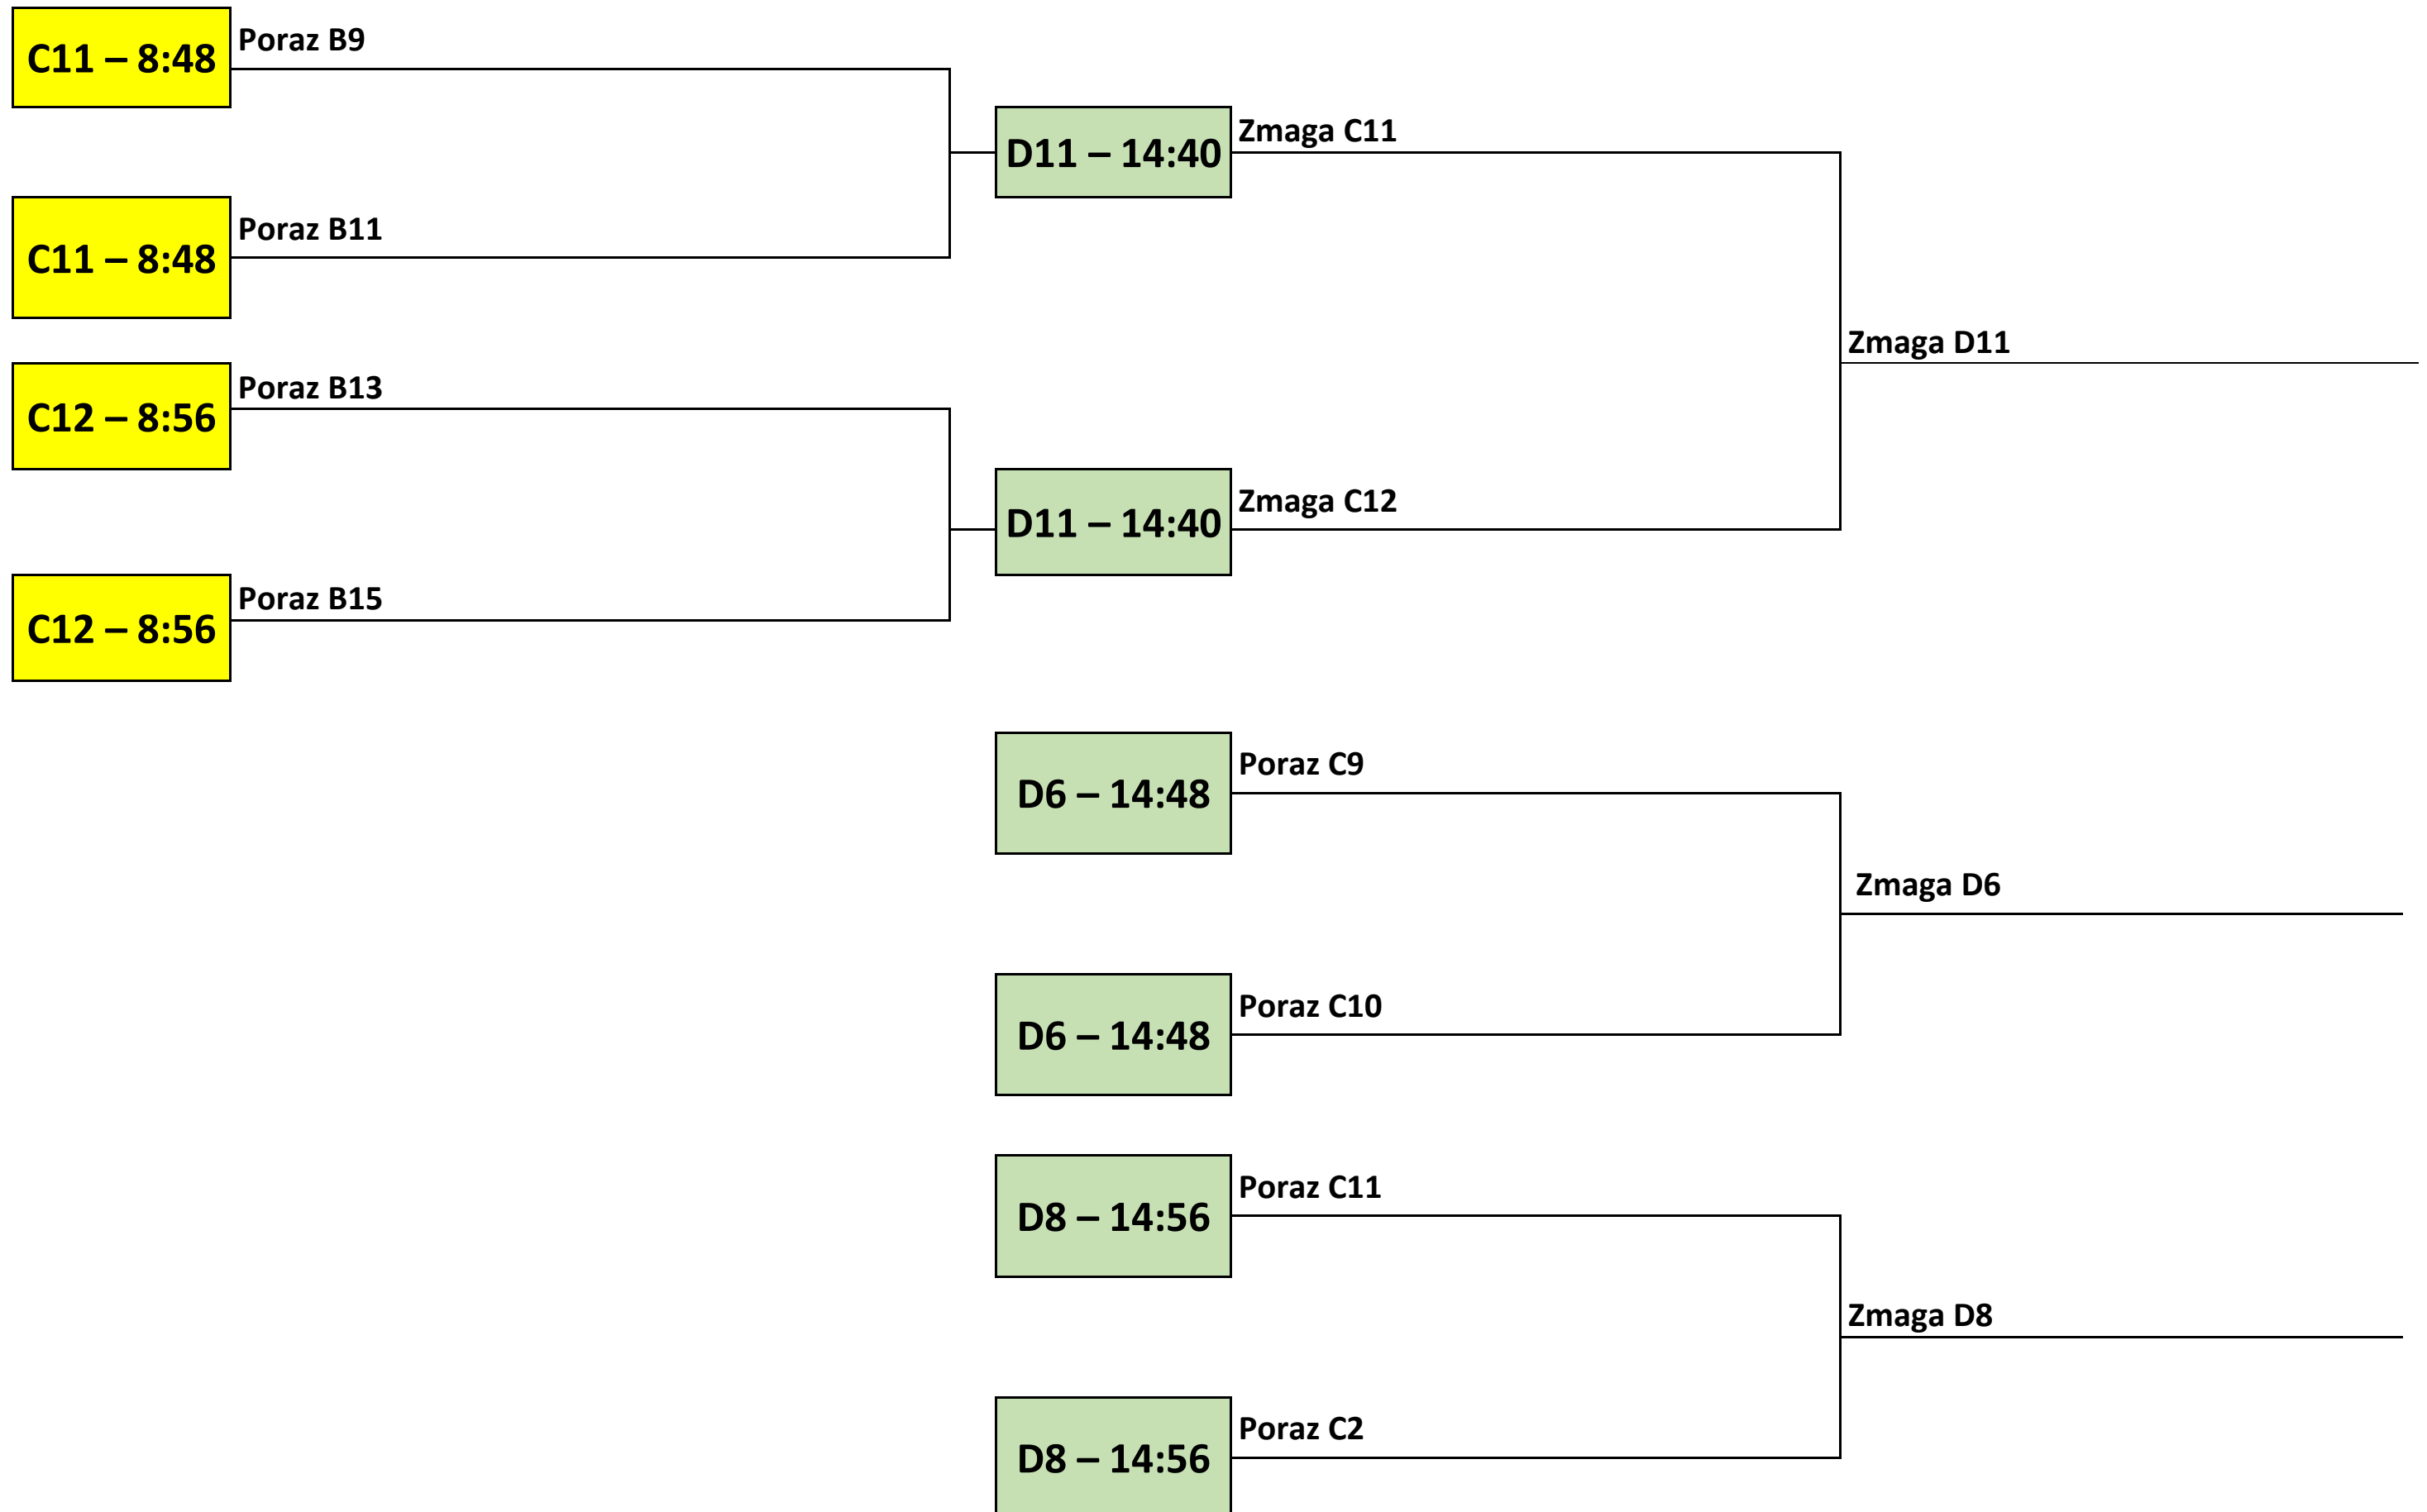 C11 – 8:48
Poraz B9
D11 – 14:40
Zmaga C11
C11 – 8:48
Poraz B11
Zmaga D11
C12 – 8:56
Poraz B13
D11 – 14:40
Zmaga C12
C12 – 8:56
Poraz B15
D6 – 14:48
Poraz C9
Zmaga D6
D6 – 14:48
Poraz C10
D8 – 14:56
Poraz C11
Zmaga D8
D8 – 14:56
Poraz C2